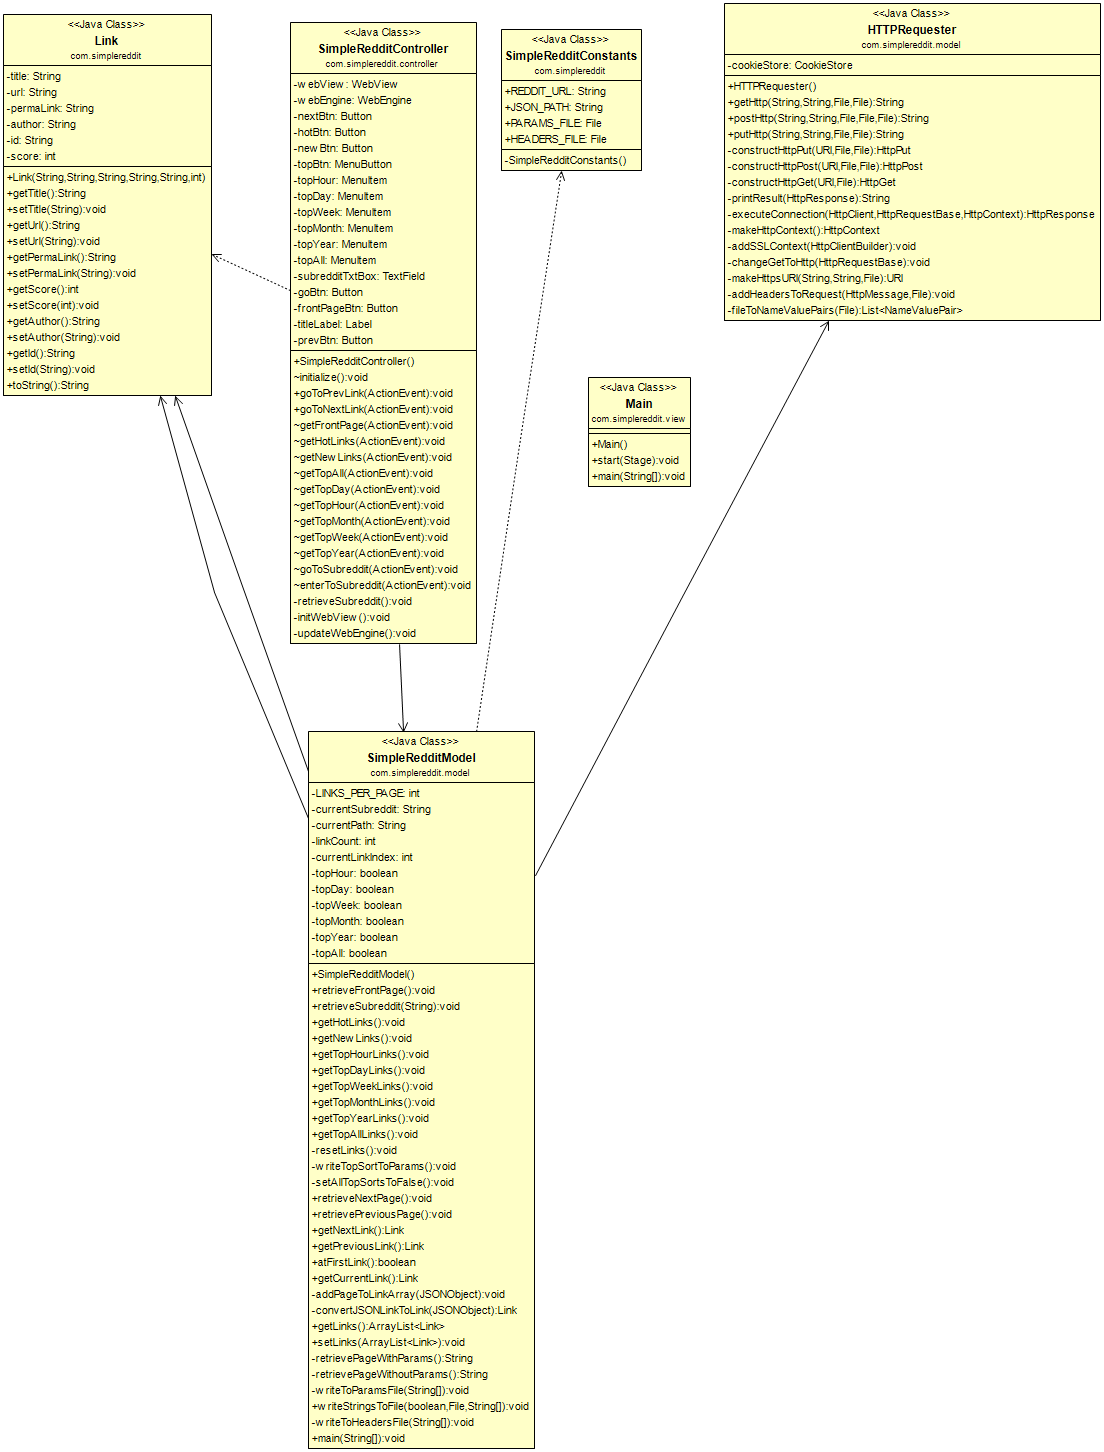 <<Java Class>>
Link
com.simplereddit
-title: String
-url: String
-permaLink: String
-author: String
-id: String
-score: int
+Link(String,String,String,String,String,int)
+getTitle():String
+setTitle(String):void
+getUrl():String
+setUrl(String):void
+getPermaLink():String
+setPermaLink(String):void
+getScore():int
+setScore(int):void
+getAuthor():String
+setAuthor(String):void
+getId():String
+setId(String):void
+toString():String
<<Java Class>>
SimpleRedditController
com.simplereddit.controller
-webView: WebView
-webEngine: WebEngine
-nextBtn: Button
-hotBtn: Button
-newBtn: Button
-topBtn: MenuButton
-topHour: MenuItem
-topDay: MenuItem
-topWeek: MenuItem
-topMonth: MenuItem
-topYear: MenuItem
-topAll: MenuItem
-subredditTxtBox: TextField
-goBtn: Button
-frontPageBtn: Button
-titleLabel: Label
-prevBtn: Button
+SimpleRedditController()
~initialize():void
+goToPrevLink(ActionEvent):void
+goToNextLink(ActionEvent):void
~getFrontPage(ActionEvent):void
~getHotLinks(ActionEvent):void
~getNewLinks(ActionEvent):void
~getTopAll(ActionEvent):void
~getTopDay(ActionEvent):void
~getTopHour(ActionEvent):void
~getTopMonth(ActionEvent):void
~getTopWeek(ActionEvent):void
~getTopYear(ActionEvent):void
~goToSubreddit(ActionEvent):void
~enterToSubreddit(ActionEvent):void
-retrieveSubreddit():void
-initWebView():void
-updateWebEngine():void
<<Java Class>>
SimpleRedditConstants
com.simplereddit
+REDDIT_URL: String
+JSON_PATH: String
+PARAMS_FILE: File
+HEADERS_FILE: File
-SimpleRedditConstants()
<<Java Class>>
HTTPRequester
com.simplereddit.model
-cookieStore: CookieStore
+HTTPRequester()
+getHttp(String,String,File,File):String
+postHttp(String,String,File,File,File):String
+putHttp(String,String,File,File):String
-constructHttpPut(URI,File,File):HttpPut
-constructHttpPost(URI,File,File):HttpPost
-constructHttpGet(URI,File):HttpGet
-printResult(HttpResponse):String
-executeConnection(HttpClient,HttpRequestBase,HttpContext):HttpResponse
-makeHttpContext():HttpContext
-addSSLContext(HttpClientBuilder):void
-changeGetToHttp(HttpRequestBase):void
-makeHttpsURI(String,String,File):URI
-addHeadersToRequest(HttpMessage,File):void
-fileToNameValuePairs(File):List<NameValuePair>
<<Java Class>>
Main
com.simplereddit.view
+Main()
+start(Stage):void
+main(String[]):void
<<Java Class>>
SimpleRedditModel
com.simplereddit.model
-LINKS_PER_PAGE: int
-currentSubreddit: String
-currentPath: String
-linkCount: int
-currentLinkIndex: int
-topHour: boolean
-topDay: boolean
-topWeek: boolean
-topMonth: boolean
-topYear: boolean
-topAll: boolean
+SimpleRedditModel()
+retrieveFrontPage():void
+retrieveSubreddit(String):void
+getHotLinks():void
+getNewLinks():void
+getTopHourLinks():void
+getTopDayLinks():void
+getTopWeekLinks():void
+getTopMonthLinks():void
+getTopYearLinks():void
+getTopAllLinks():void
-resetLinks():void
-writeTopSortToParams():void
-setAllTopSortsToFalse():void
+retrieveNextPage():void
+retrievePreviousPage():void
+getNextLink():Link
+getPreviousLink():Link
+atFirstLink():boolean
+getCurrentLink():Link
-addPageToLinkArray(JSONObject):void
-convertJSONLinkToLink(JSONObject):Link
+getLinks():ArrayList<Link>
+setLinks(ArrayList<Link>):void
-retrievePageWithParams():String
-retrievePageWithoutParams():String
-writeToParamsFile(String[]):void
+writeStringsToFile(boolean,File,String[]):void
-writeToHeadersFile(String[]):void
+main(String[]):void